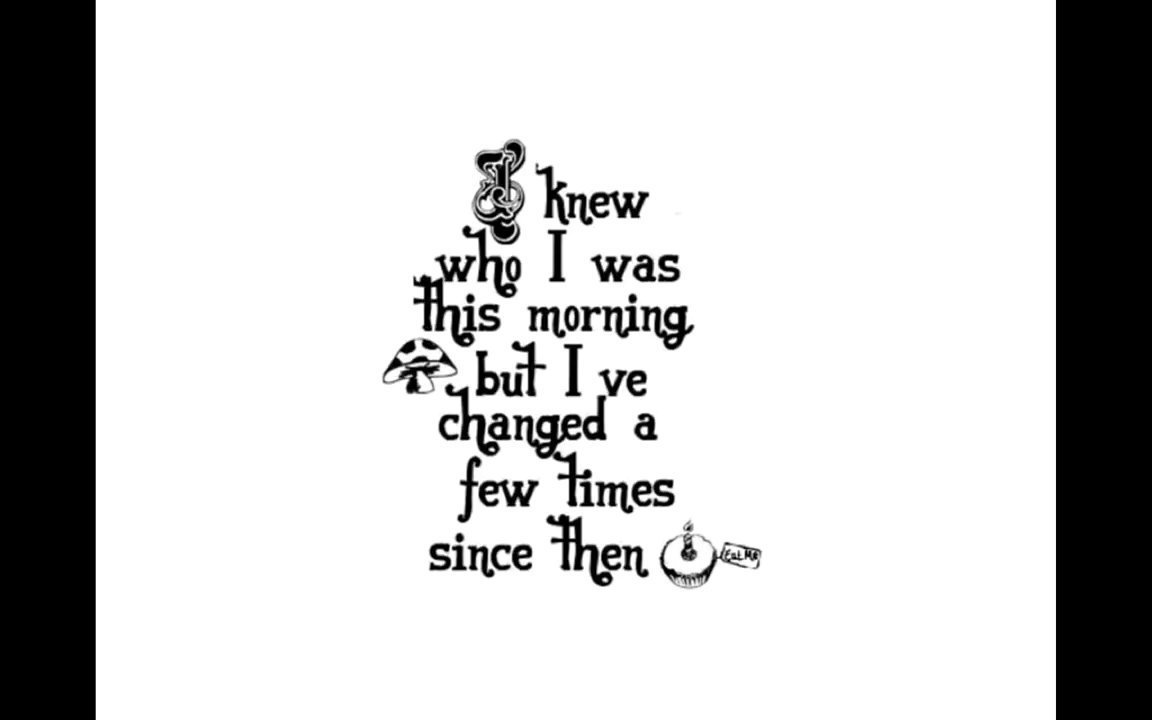 I knew
who I was
this morning
but I ve
changed a
few times
since then
Eat Me